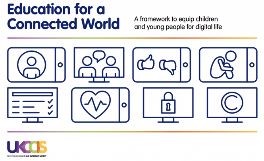 Education for a
Connected World
A framework to equip children
and young people for digital life
©
UKCIS